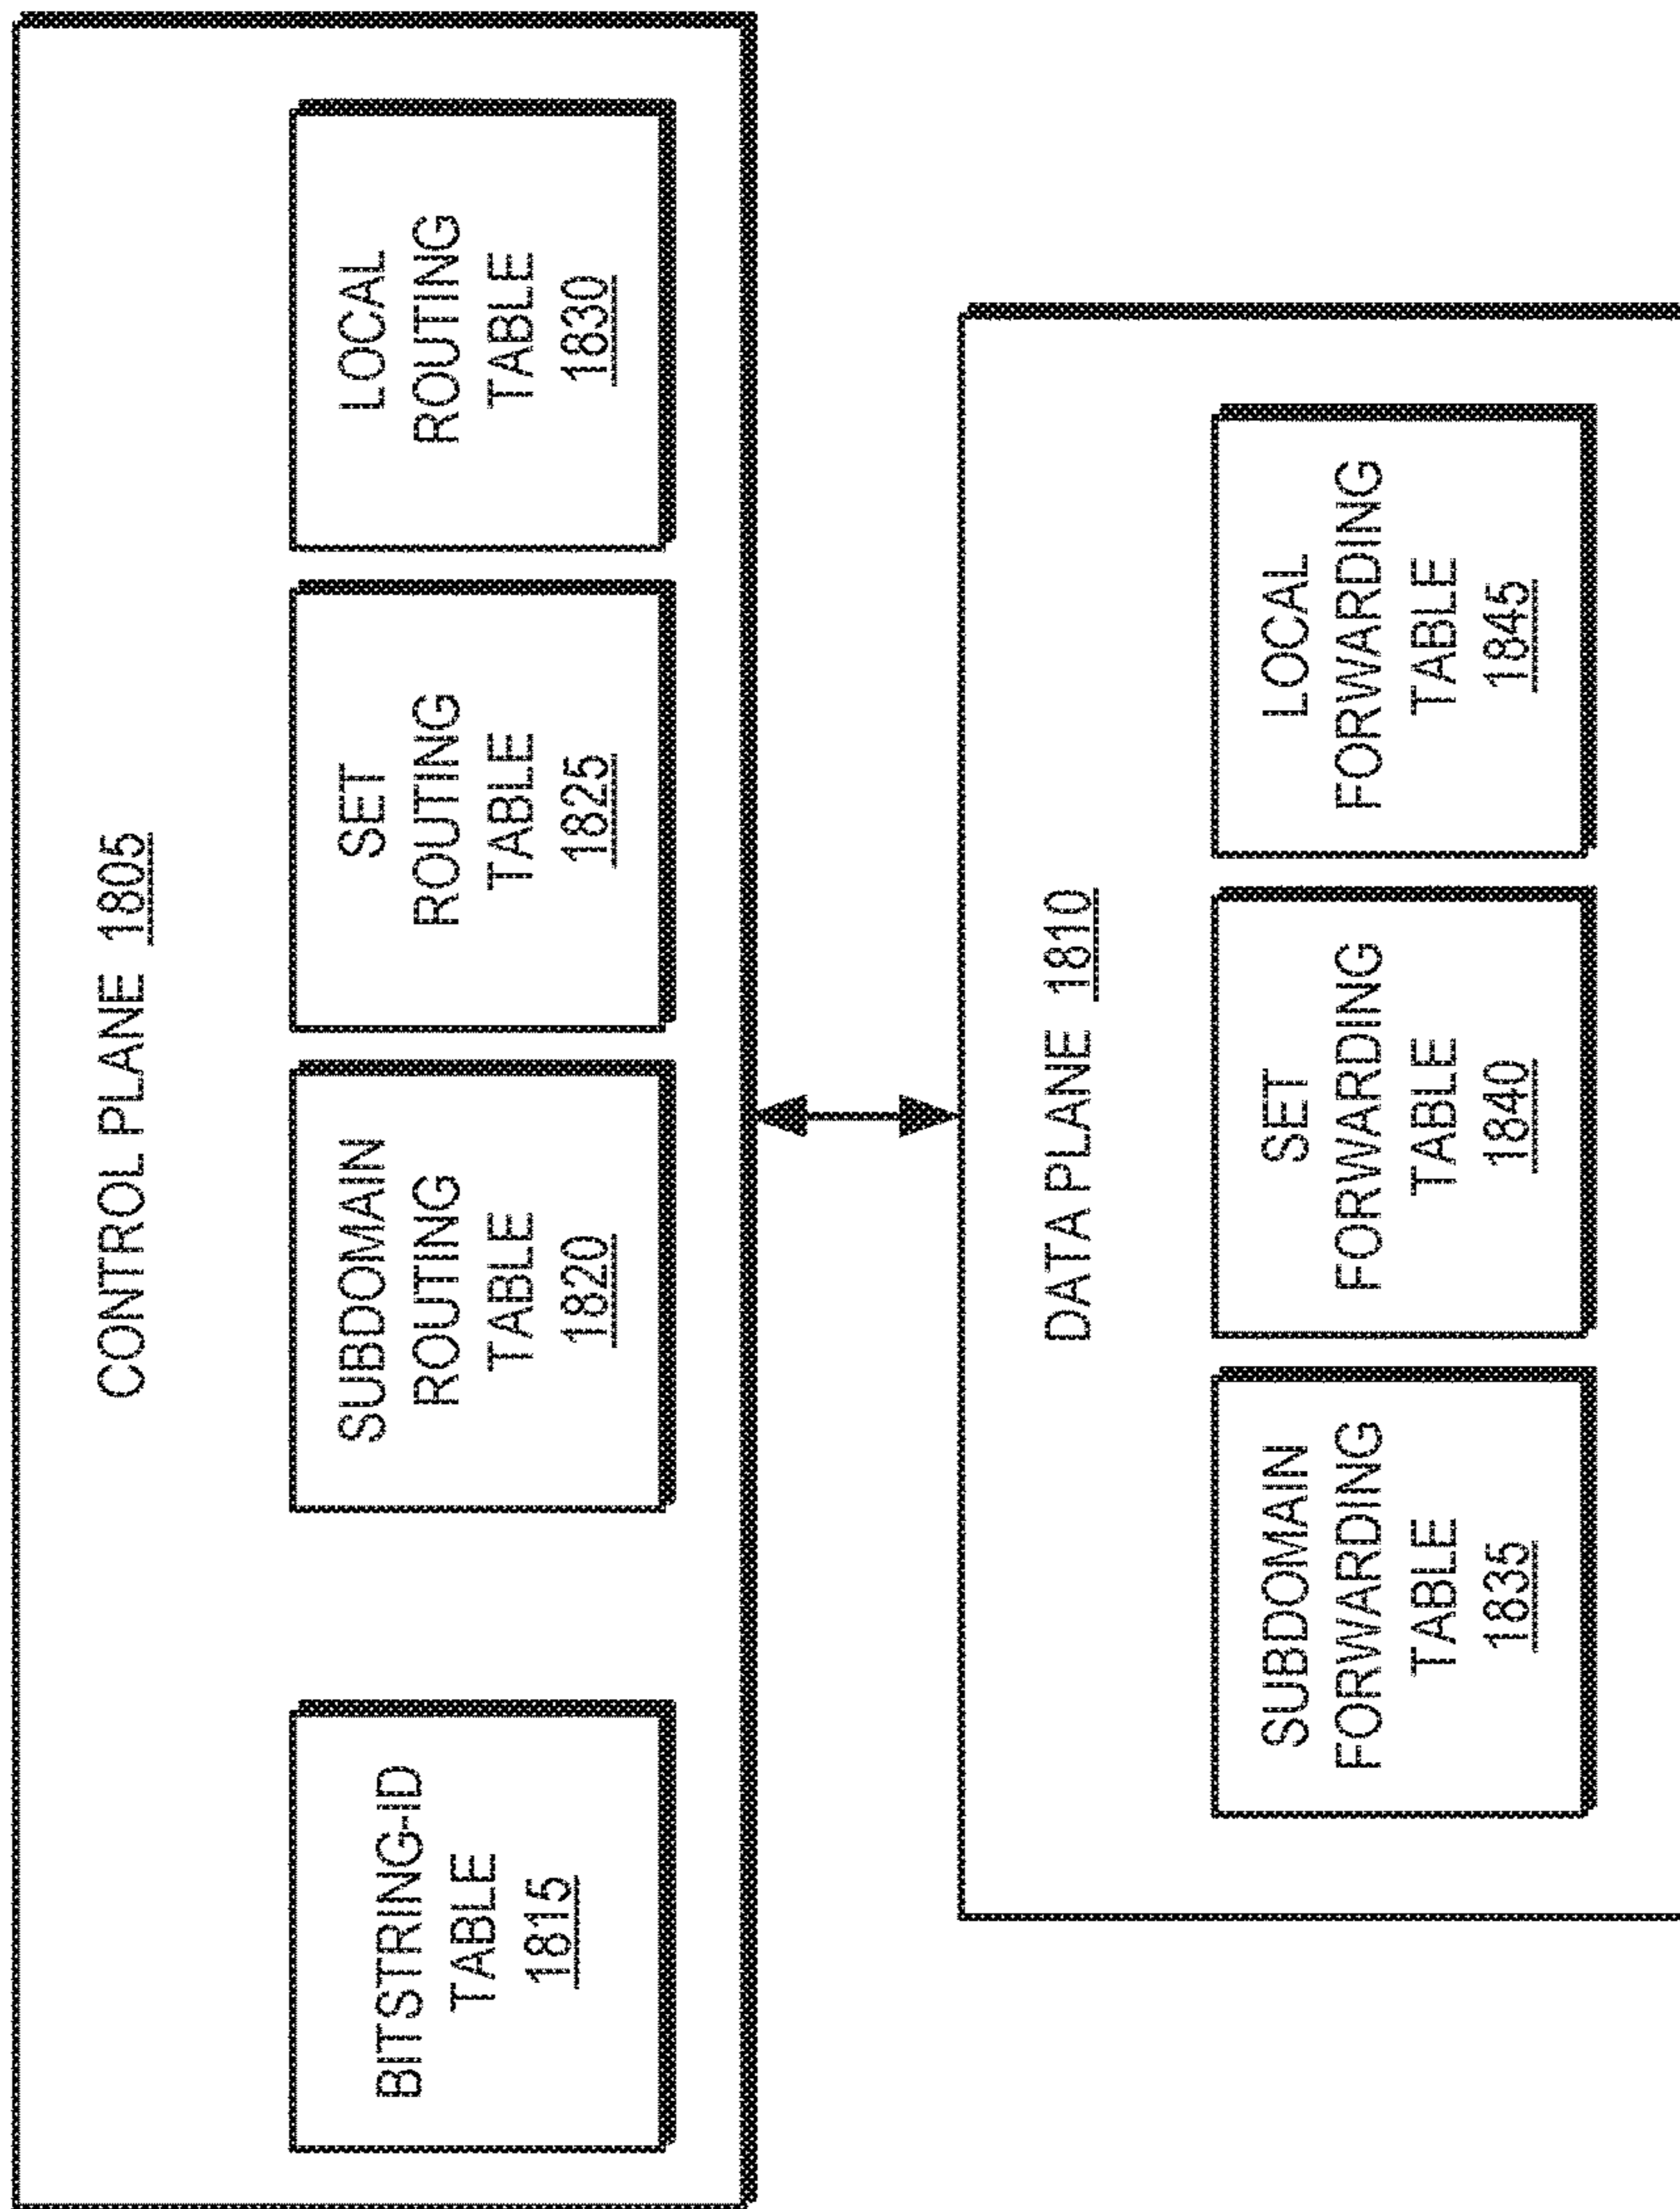 CONTROL PLANE 1805
BITSTRING-ID
TABLE
1815
SUBDOMAIN
ROUTING
TABLE
1820
SET
ROUTING
TABLE
1825
LOCAL
ROUTING
TABLE
1830
DATA PLANE 1810
SUBDOMAIN
FORWARDING
TABLE
1835
SET
FORWARDING
TABLE
1840
LOCAL
FORWARDING
TABLE
1845